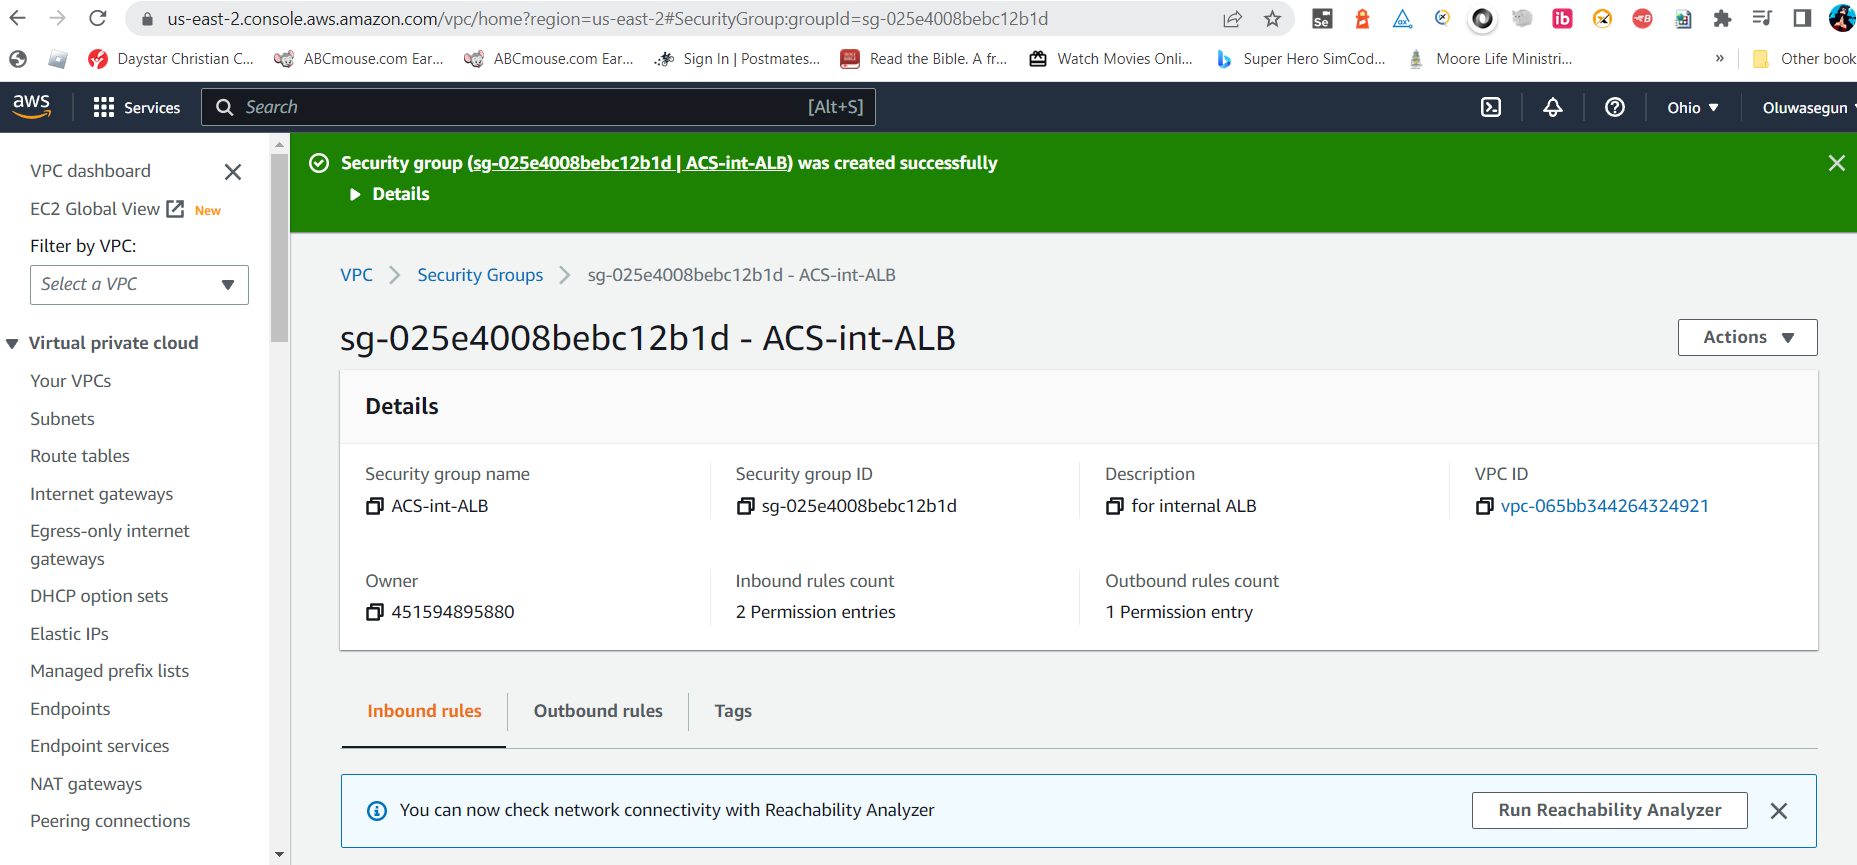 us-east-2.console.aws.amazon.com/vpc/home?region=us-east-2#SecurityGroup:groupId=sg-025e4008bebc12b1d
Daystar Christian C... ABCmouse.com Ear... ABCmouse.com Ear... Sign In | Postmates... Read the Bible. A fr... Watch Movies Onli... Super Hero SimCod... Moore Life Ministri... » Other book
aws Services Search [Alt+S] Ohio Oluwasegun
VPC dashboard
EC2 Global View New
Filter by VPC:
Select a VPC
Virtual private cloud
Your VPCs
Subnets
Route tables
Internet gateways
Egress-only internet
gateways
DHCP option sets
Elastic IPs
Managed prefix lists
Endpoints
Endpoint services
NAT gateways
Peering connections
Security group (sg-025e4008bebc12b1d | ACS-int-ALB) was created successfully
Details
VPC Security Groups sg-025e4008bebc12b1d - ACS-int-ALB
sg-025e4008bebc12b1d - ACS-int-ALB
Actions
Details
Security group name Security group ID Description VPC ID
ACS-int-ALB sg-025e4008bebc12b1d for internal ALB vpc-065bb344264324921
Owner Inbound rules count Outbound rules count
451594895880 2 Permission entries 1 Permission entry
Inbound rules Outbound rules Tags
You can now check network connectivity with Reachability Analyzer Run Reachability Analyzer